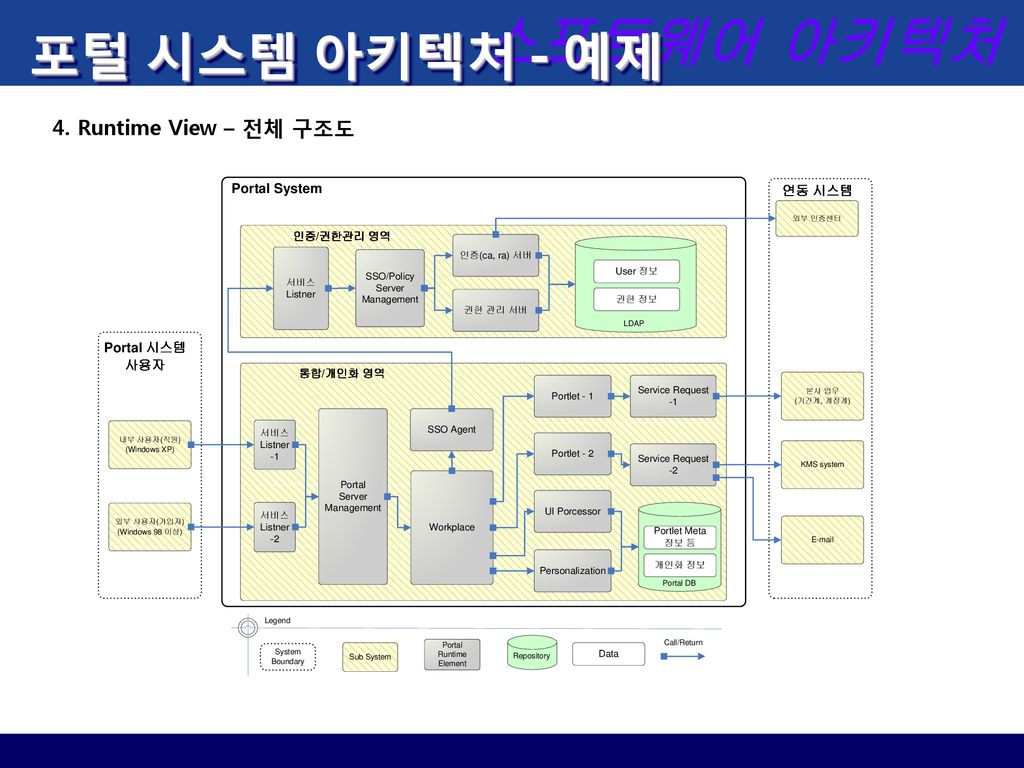 소프트웨어 아키텍처
포털 시스템 아키텍처 - 예제
4. Runtime View – 전체 구조도
Portal System
연동 시스템
외부 인증센터
인증/권한관리 영역
서비스
Listner
SSO/Policy
Server
Management
인증(ca, ra) 서버
권한 관리 서버
User 정보
권한 정보
LDAP
Portal 시스템
사용자
내부 사용자(직원)
(Windows XP)
외부 사용자(가입자)
(Windows 98 이상)
통합/개인화 영역
서비스
Listner
-1
서비스
Listner
-2
Portal
Server
Management
SSO Agent
Workplace
Portlet - 1
Portlet - 2
UI Porcessor
Personalization
Service Request
-1
Service Request
-2
Portlet Meta
정보 등
개인화 정보
Portal DB
본사 업무
(기간계, 계정계)
KMS system
E-mail
Legend
System
Boundary
Sub System
Portal
Runtime
Element
Repository
Data
Call/Return